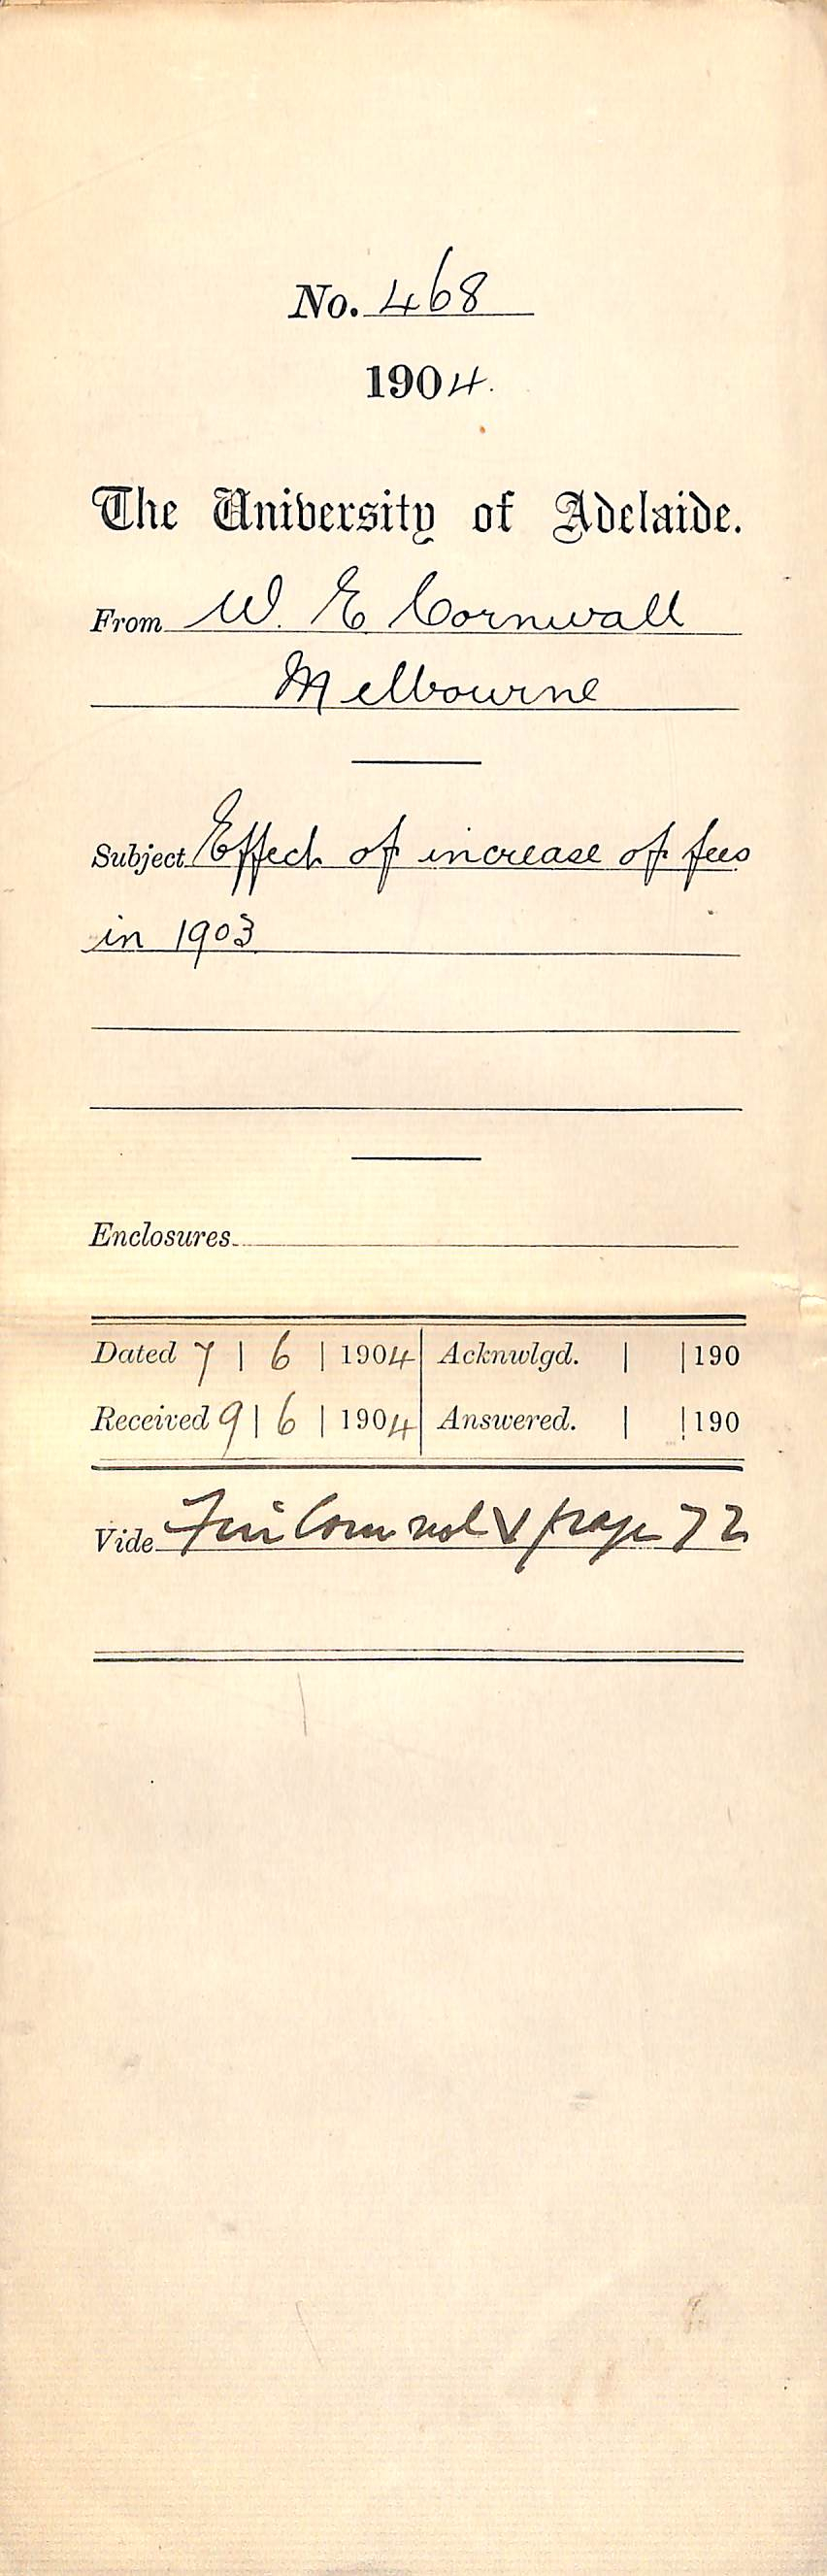 No. 468
1904.
The University of Adelaide.
From W. E Cornwall
Melbourne
Subject Effect of increase of fees
in 1903
Enclosures
Dated 7 | 6 | 1904 Acknwlgd. | | 190
Received 9 | 6 | 1904 Answered. | | 190
Vide Fin Com vol V page 72